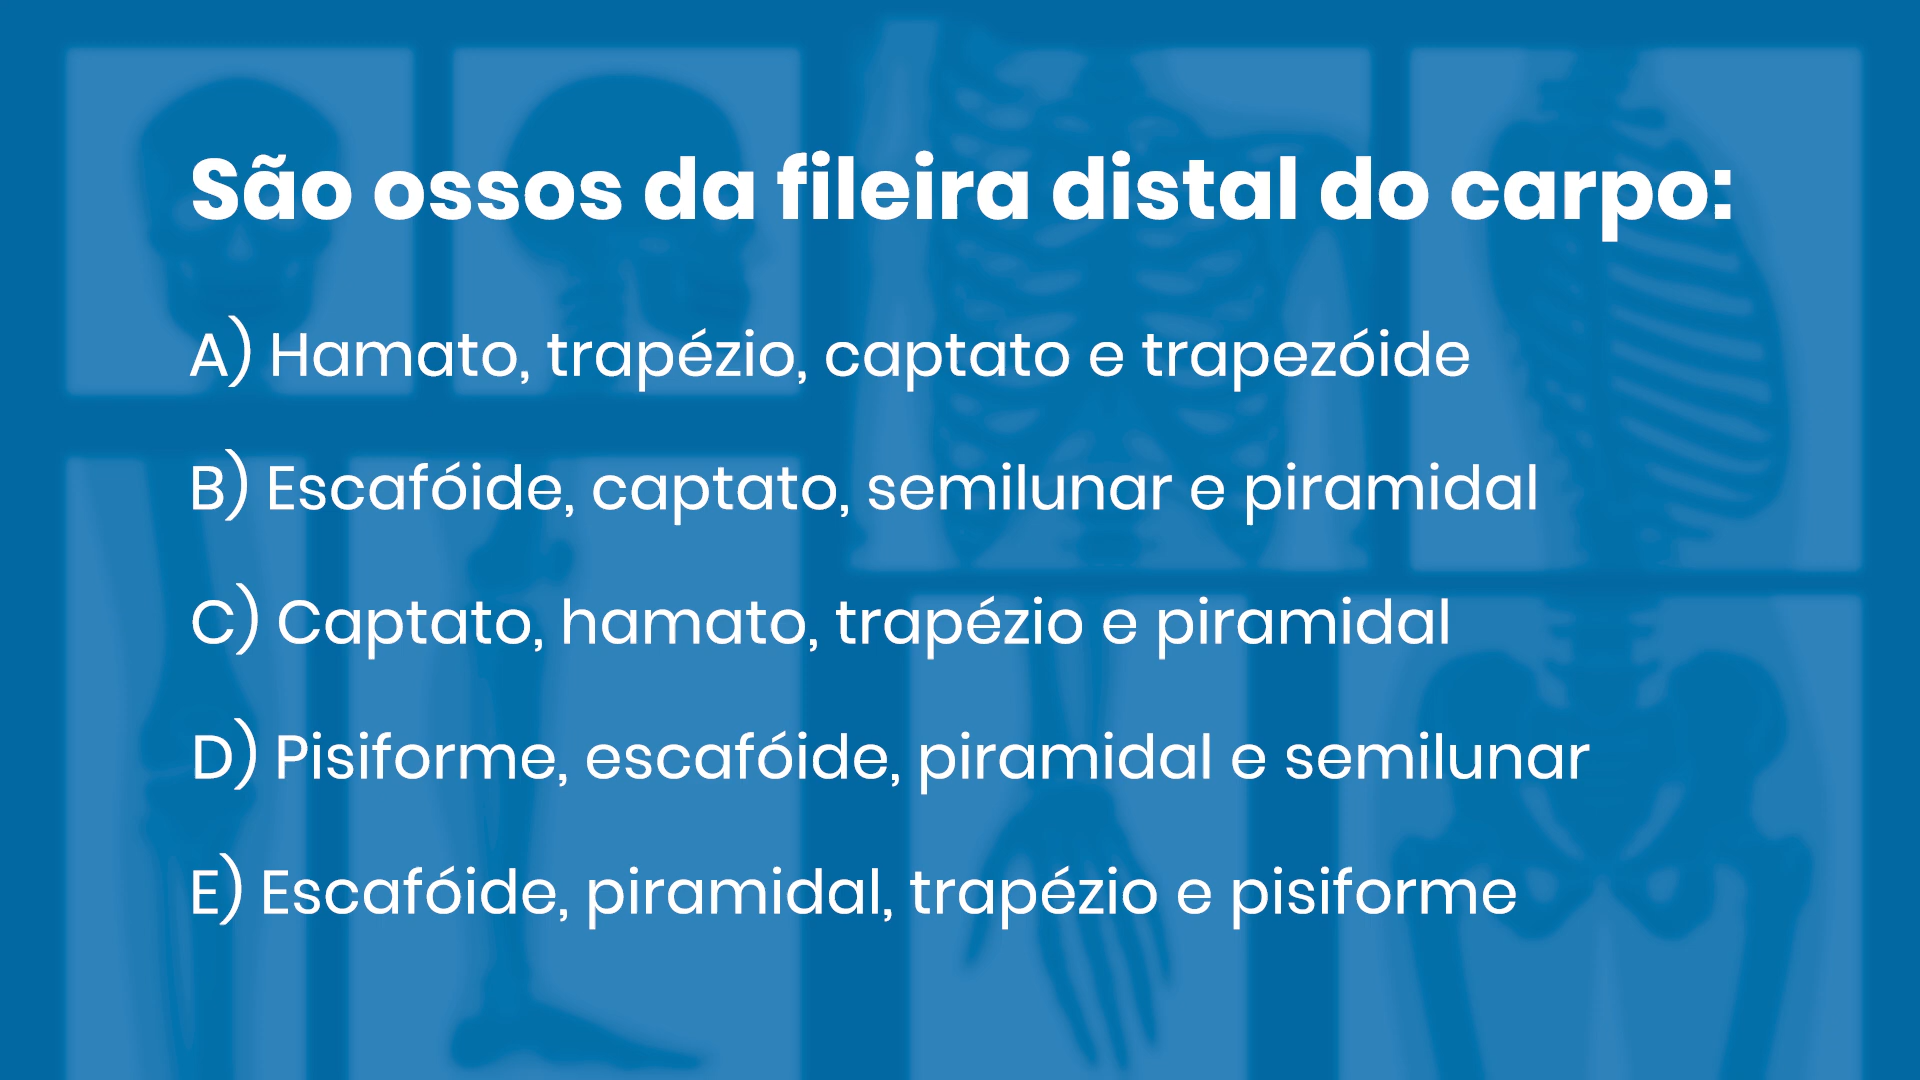 São ossos da fileira distal do carpo:
A) Hamato, trapézio, captato e trapezóide
B) Escafóide, captato, semilunar e piramidal
C) Captato, hamato, trapézio e piramidal
D) Pisiforme, escafóide, piramidal e semilunar
E) Escafóide, piramidal, trapézio e pisiforme